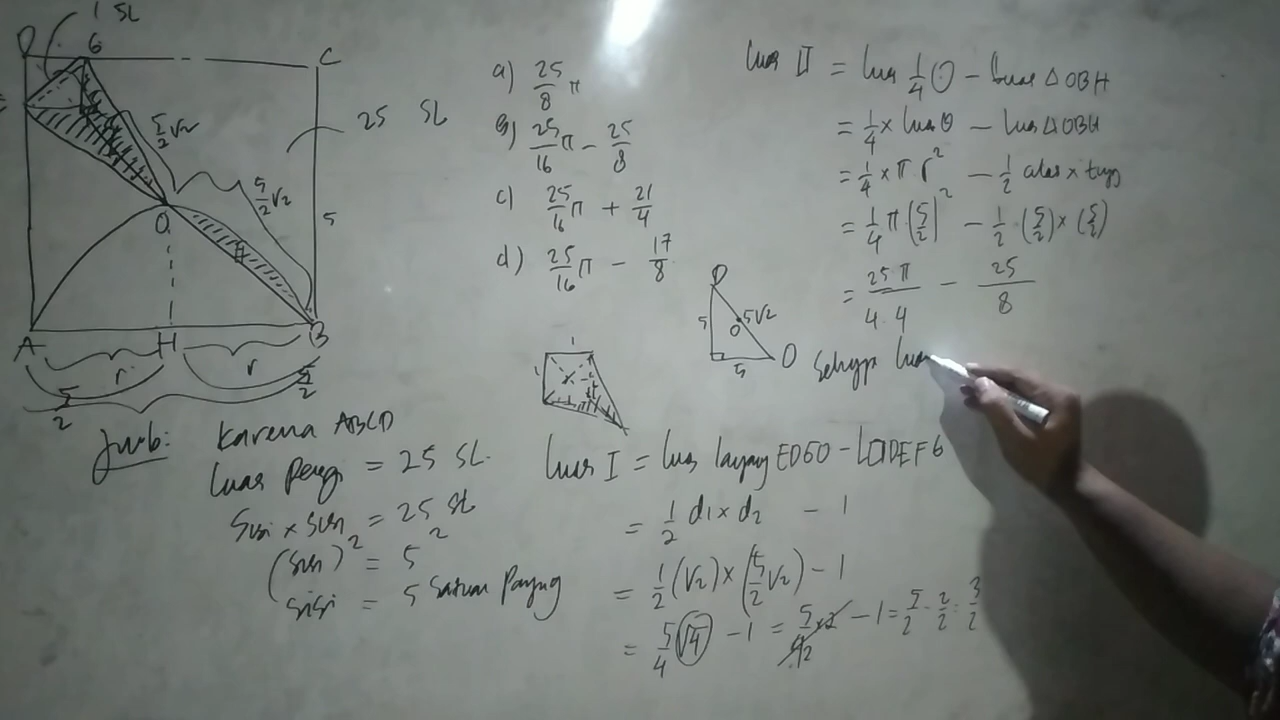 1 SL
D G C
5/2 √2
25 SL
5/2 √2
5
O
A H B
r r
5/2 5/2
a) 25/8 π
b) 25/16 π - 25/8
c) 25/16 π + 21/4
d) 25/16 π - 17/8
Luas II = Luas 1/4 O - Luas △OBH
= 1/4 × Luas O - Luas △OBH
= 1/4 × π r² - 1/2 alas × tingg
= 1/4 π (5/2)² - 1/2 · (5/2) × (5/2)
= 25 π / 4 · 4 - 25/8
D
5 5√2
O
5
Sehingga luas
1
1
Jwb: Karena ABCD
Luas Perg = 25 SL.
Sisi × Sisi = 25 SL
(Sisi)² = 5²
Sisi = 5 Satuan Panjang
Luas I = Luas layang EDGO - L□DEFG
= 1/2 d1 × d2 - 1
= 1/2 (√2) × (5/2 √2) - 1
= 5/4 √4 - 1 = 5/4 × 2 - 1 = 5/2 - 2/2 = 3/2